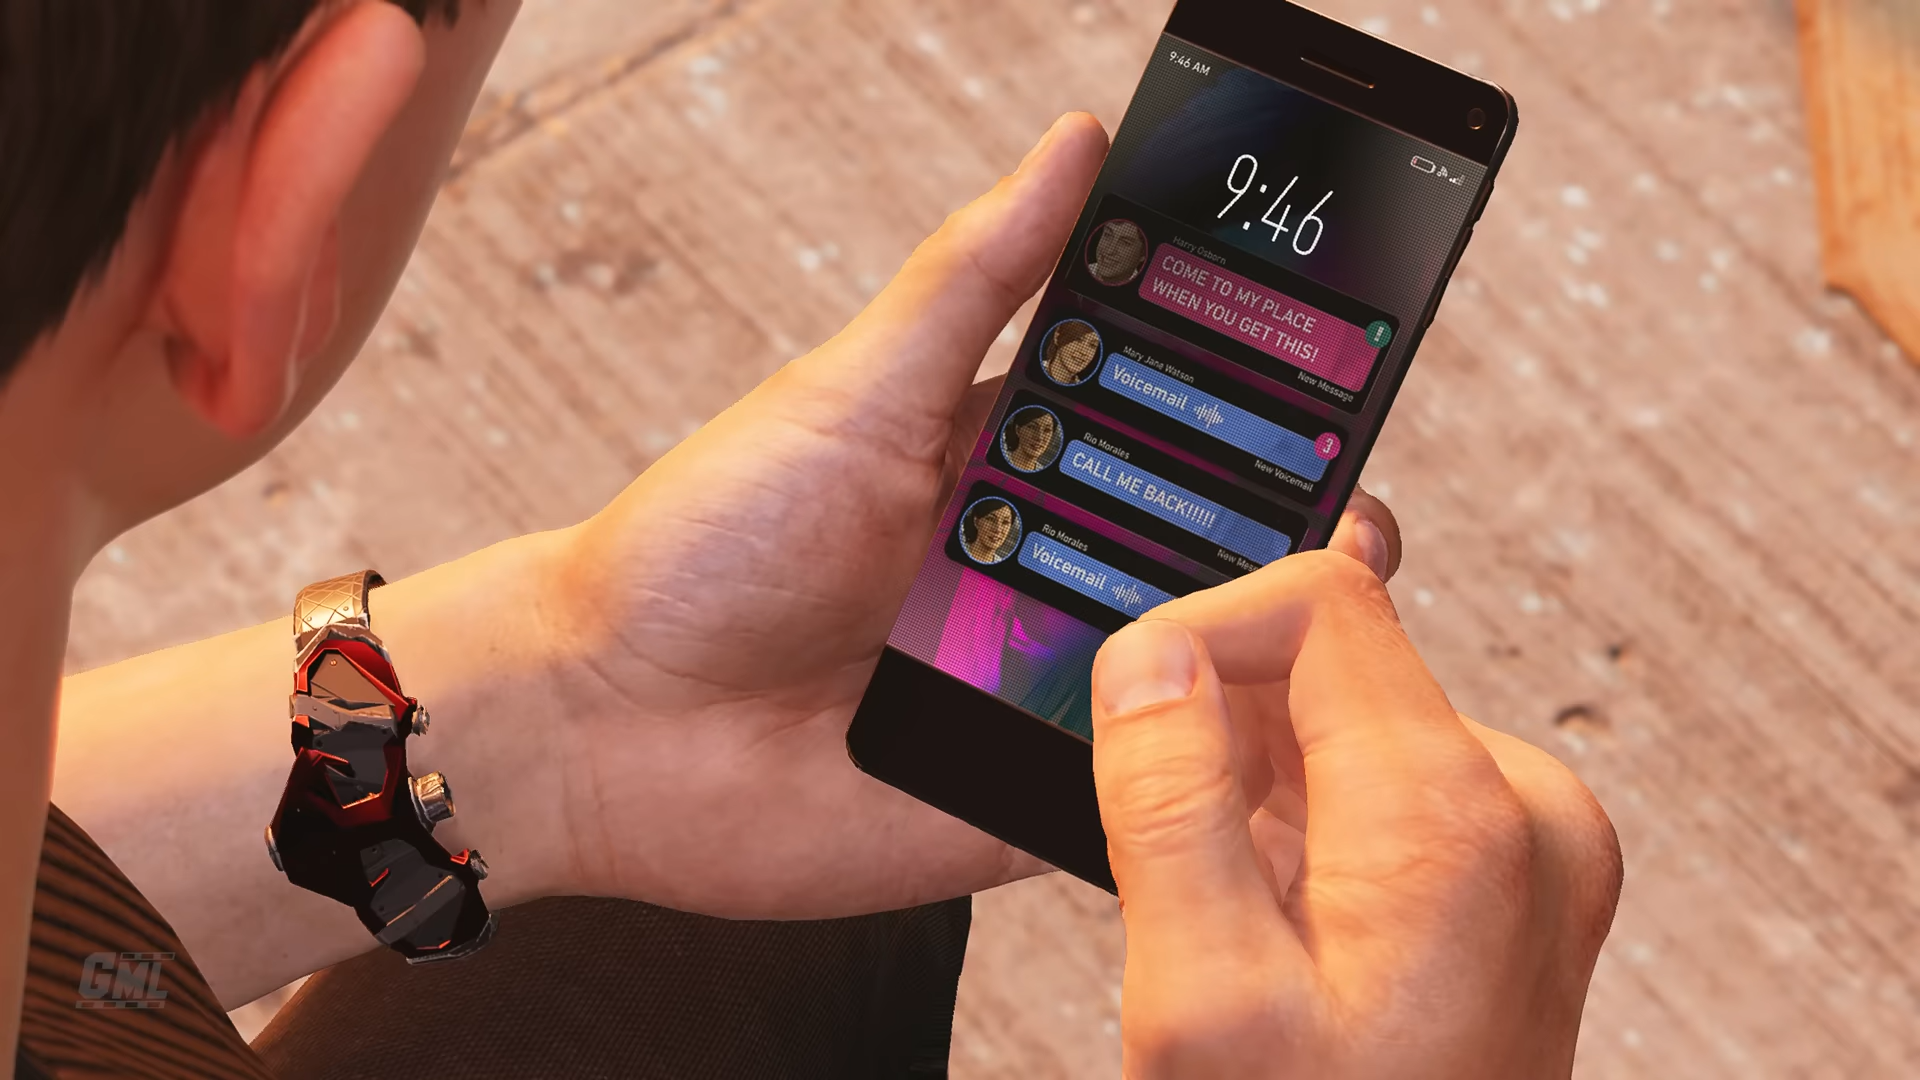 9:46 AM
9:46
Harry Osborn
COME TO MY PLACE
WHEN YOU GET THIS!
!
New Message
Mary Jane Watson
Voicemail
3
New Voicemail
Rio Morales
CALL ME BACK!!!!!
New
Rio Morales
Voicemail
GML